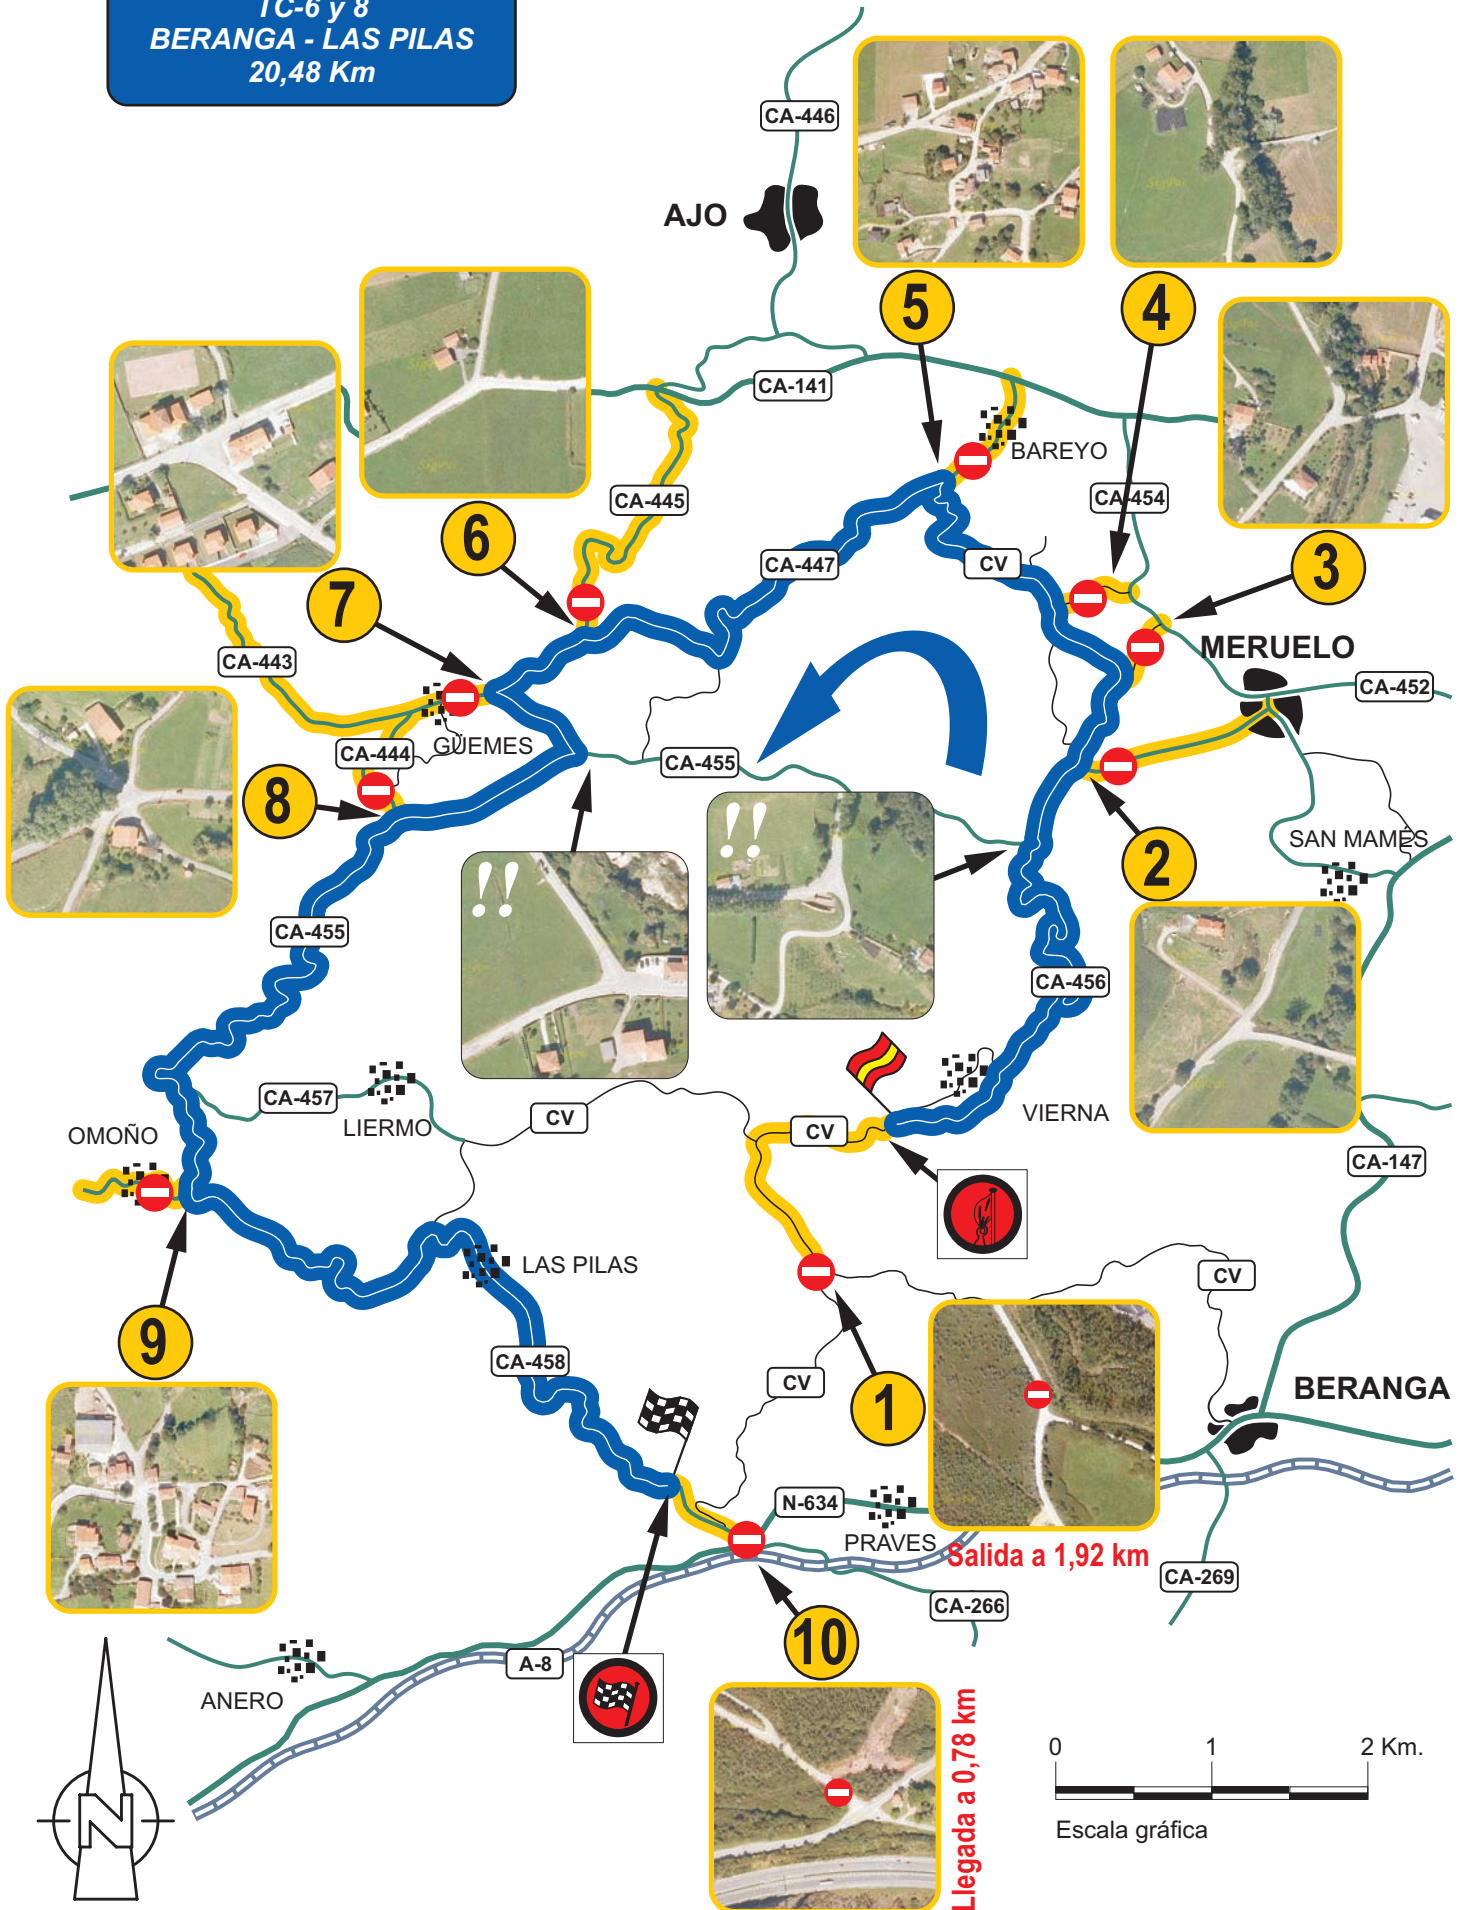 TC-6 y 8
BERANGA - LAS PILAS
20,48 Km
CA-446
AJO
5
4
CA-141
BAREYO
CA-445
CA-454
6
3
CA-447
CV
7
CA-443
MERUELO
CA-452
GÜEMES
CA-444
CA-455
8
!!
!!
2
SAN MAMÉS
CA-455
CA-456
CA-457
LIERMO
CV
CV
VIERNA
OMOÑO
CA-147
LAS PILAS
CV
9
CA-458
CV
1
BERANGA
N-634
PRAVES
Salida a 1,92 km
CA-269
CA-266
10
A-8
ANERO
Llegada a 0,78 km
0 1 2 Km.
Escala gráfica
N